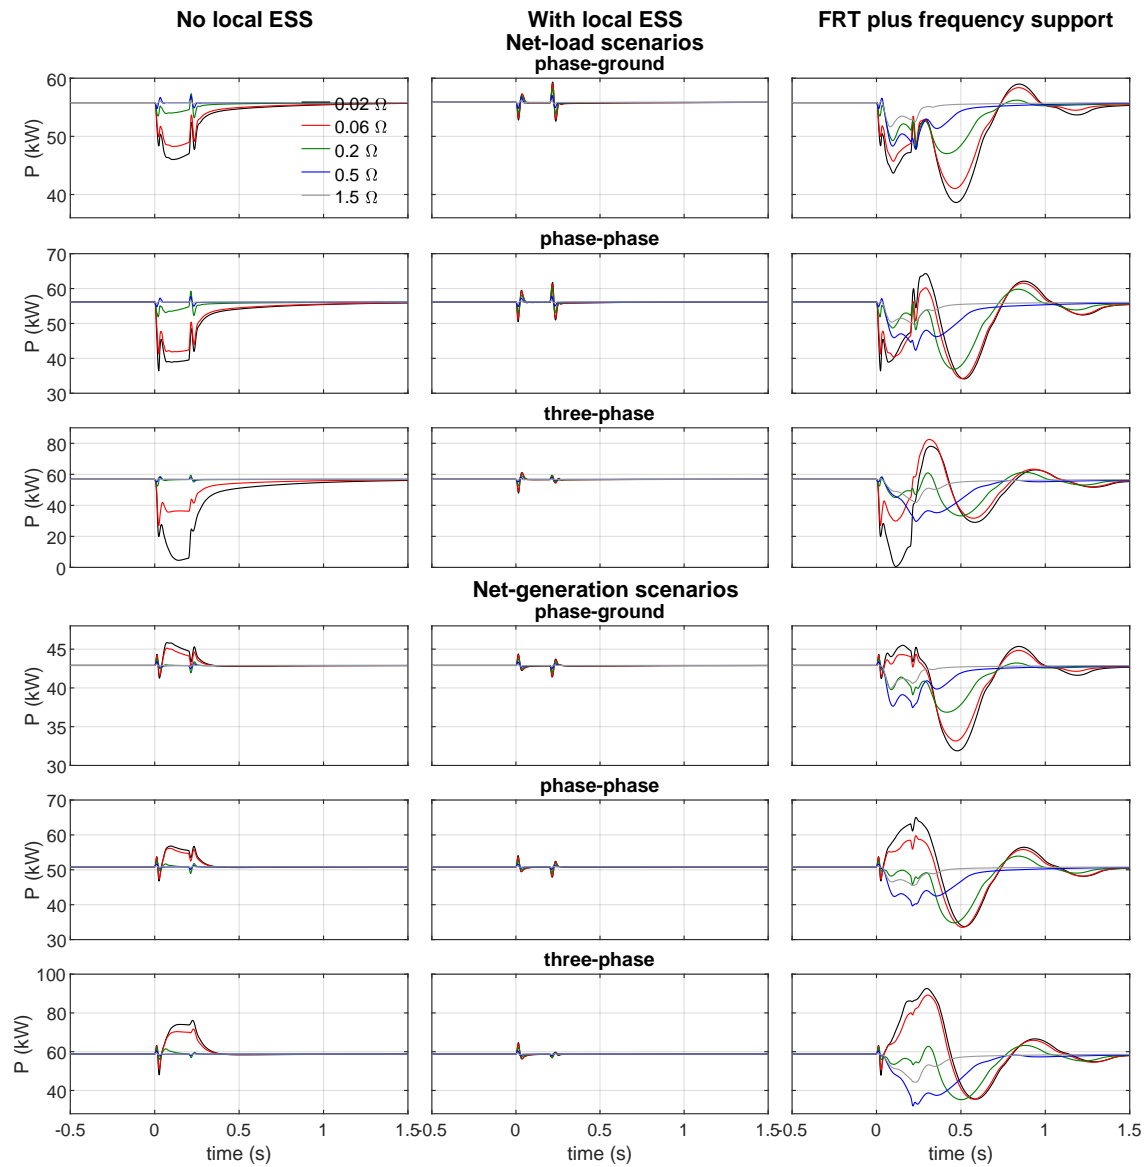 No local ESS
With local ESS
FRT plus frequency support
Net-load scenarios
phase-ground
60
50
40
P (kW)
0.02 Ω
0.06 Ω
0.2 Ω
0.5 Ω
1.5 Ω
phase-phase
70
60
50
40
30
P (kW)
three-phase
80
60
40
20
0
P (kW)
Net-generation scenarios
phase-ground
45
40
35
30
P (kW)
phase-phase
70
60
50
40
30
P (kW)
three-phase
100
80
60
40
P (kW)
-0.5 0 0.5 1 1.5
0 0.5 1 1.5
-0.5 0 0.5 1 1.5
time (s)
time (s)
time (s)